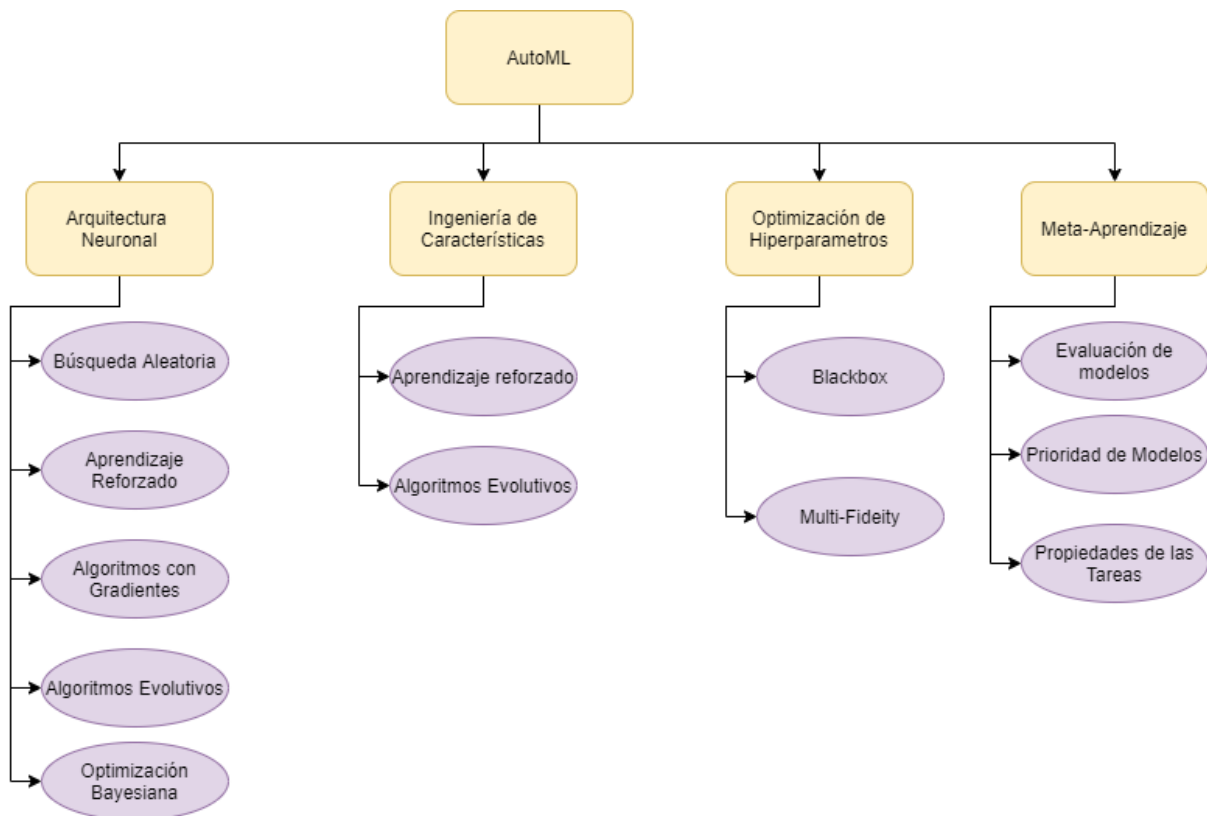 AutoML
Arquitectura
Neuronal
Ingeniería de
Características
Optimización de
Hiperparametros
Meta-Aprendizaje
Búsqueda Aleatoria
Aprendizaje
Reforzado
Algoritmos con
Gradientes
Algoritmos Evolutivos
Optimización
Bayesiana
Aprendizaje reforzado
Algoritmos Evolutivos
Blackbox
Multi-Fideity
Evaluación de
modelos
Prioridad de Modelos
Propiedades de las
Tareas